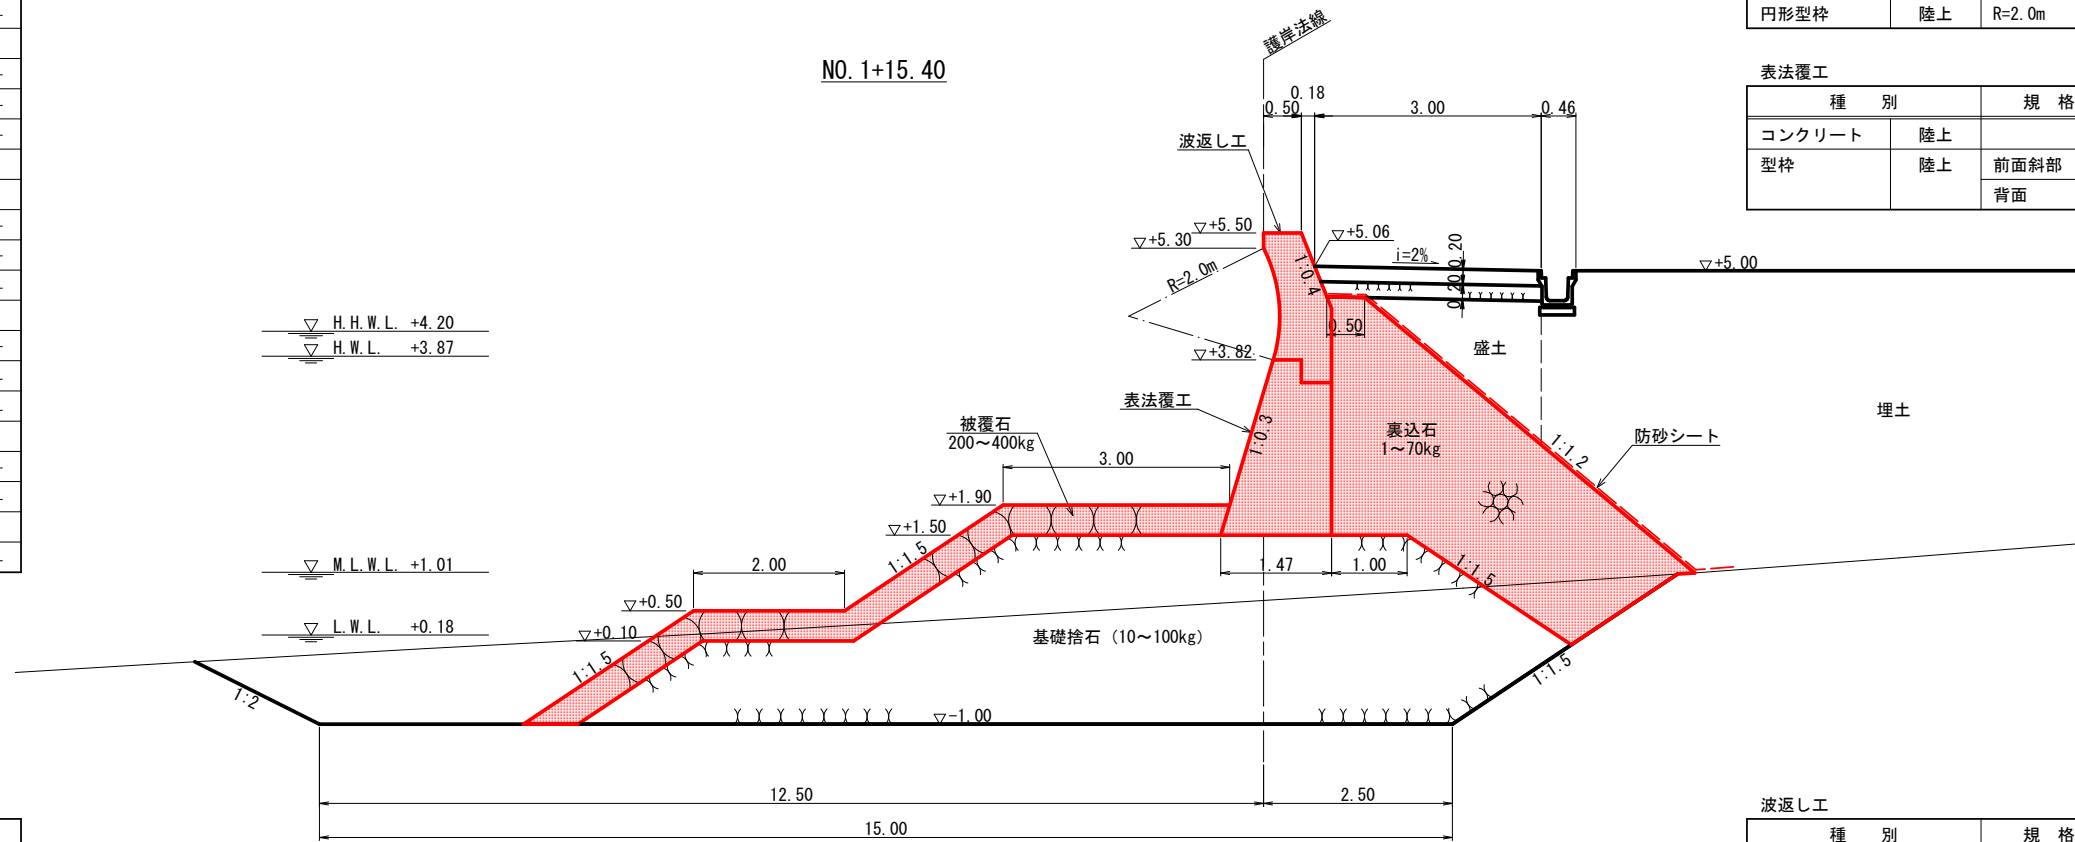 円形型枠 陸上 R=2.0m
護岸法線
NO.1+15.40
表法覆工
種 別 規 格
コンクリート 陸上
型枠 陸上 前面斜部
背面
0.18
0.50 3.00 0.46
波返し工
▽+5.50
▽+5.30
▽+5.06
i=2%
0.20
0.20
0.20
▽+5.00
R=2.0m
1:0.4
0.50
▽ H.H.W.L. +4.20
▽ H.W.L. +3.87
▽+3.82
盛土
埋土
表法覆工
1:0.3
被覆石
200～400kg
裏込石
1～70kg
1:1.2
防砂シート
3.00
▽+1.90
▽+1.50
1:1.5
▽ M.L.W.L. +1.01
2.00
1.47 1.00
1:1.5
▽+0.50
▽ L.W.L. +0.18
▽+0.10
基礎捨石（10～100kg）
1:2
1:1.5
1:1.5
▽-1.00
12.50 2.50
15.00
波返し工
種 別 規 格